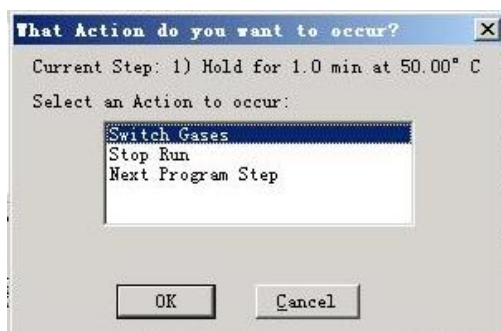 What Action do you want to occur?
Current Step: 1) Hold for 1.0 min at 50.00° C
Select an Action to occur:
Switch Gases
Stop Run
Next Program Step
OK
Cancel